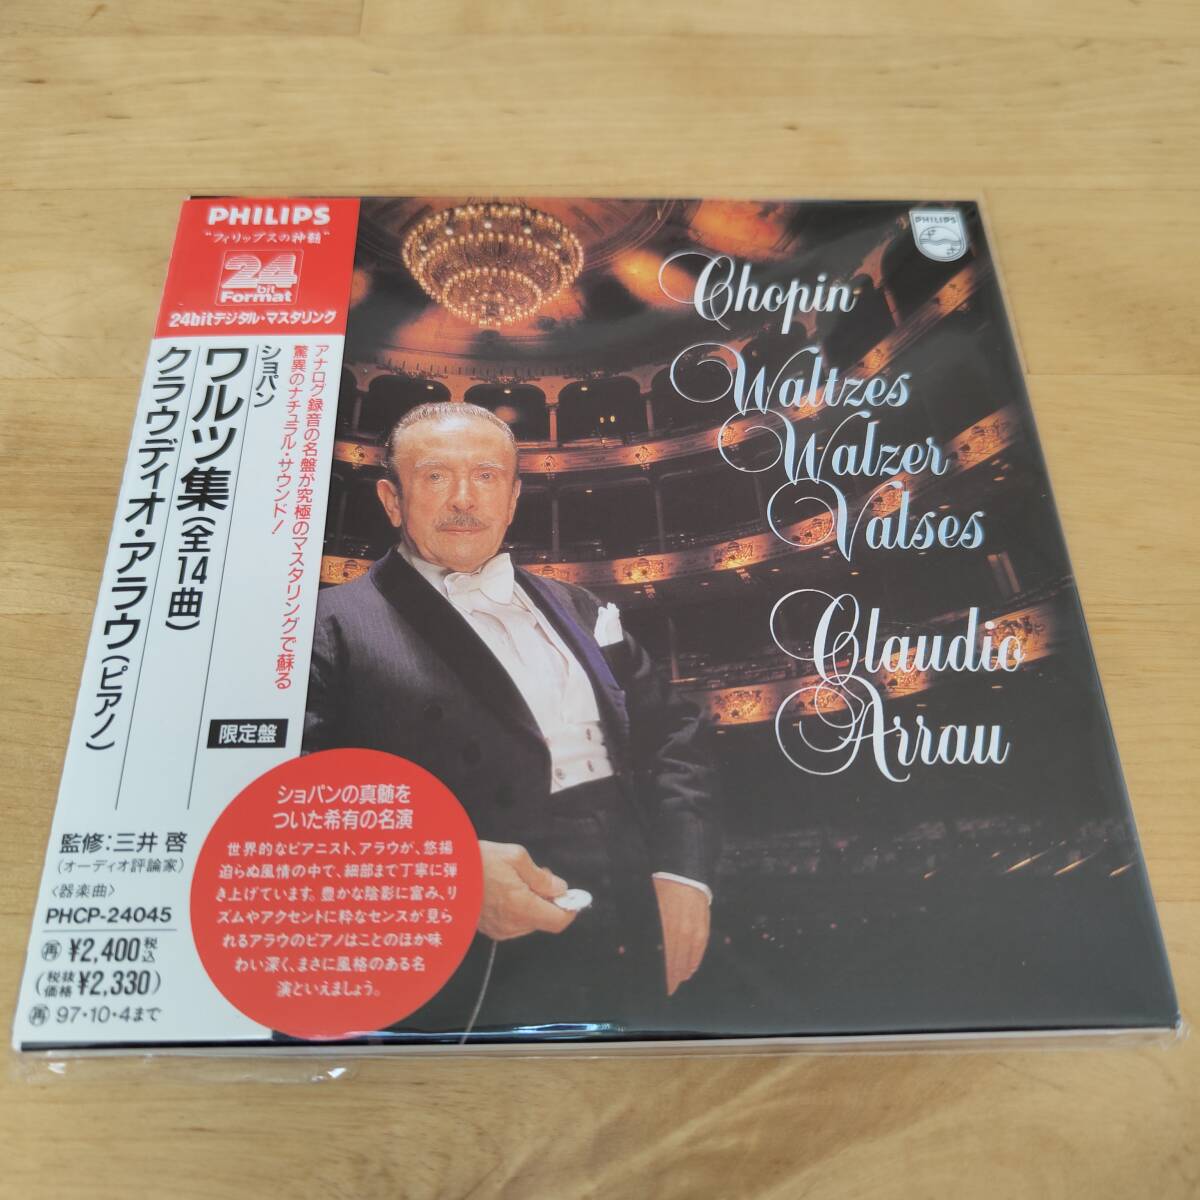 PHILIPS
"フィリップスの神髄"
24
bit
Format
24bitデジタル・マスタリング
アナログ録音の名盤が究極のマスタリングで蘇る
驚異のナチュラル・サウンド!
ショパン
ワルツ集(全14曲)
クラウディオ・アラウ(ピアノ)
限定盤
監修:三井 啓
(オーディオ評論家)
〈器楽曲〉
PHCP-24045
再 ¥2,400税込
(税抜価格¥2,330)
再 97・10・4まで
ショパンの真髄を
ついた希有の名演
世界的なピアニスト、アラウが、悠揚
迫らぬ風情の中で、細部まで丁寧に弾
き上げています。豊かな陰影に富み、リ
ズムやアクセントに粋なセンスが見ら
れるアラウのピアノはことのほか味
わい深く、まさに風格のある名
演といえましょう。
PHILIPS
Chopin
Waltzes
Walzer
Valses
Claudio
Arrau